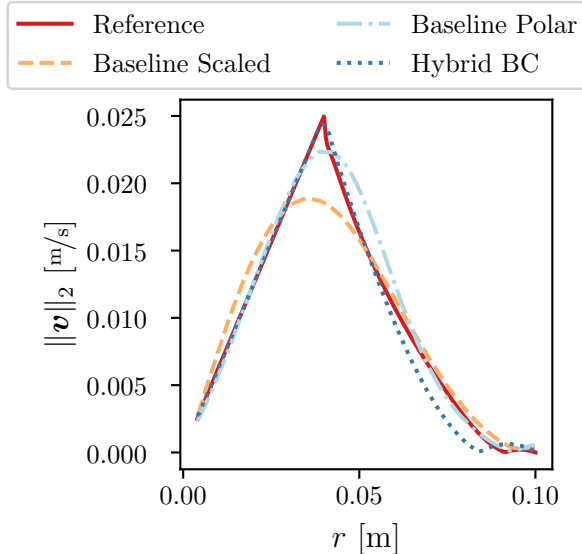 Reference
Baseline Scaled
Baseline Polar
Hybrid BC
0.025
0.020
0.015
0.010
0.005
0.000
||v||₂ [m/s]
0.00 0.05 0.10
r [m]